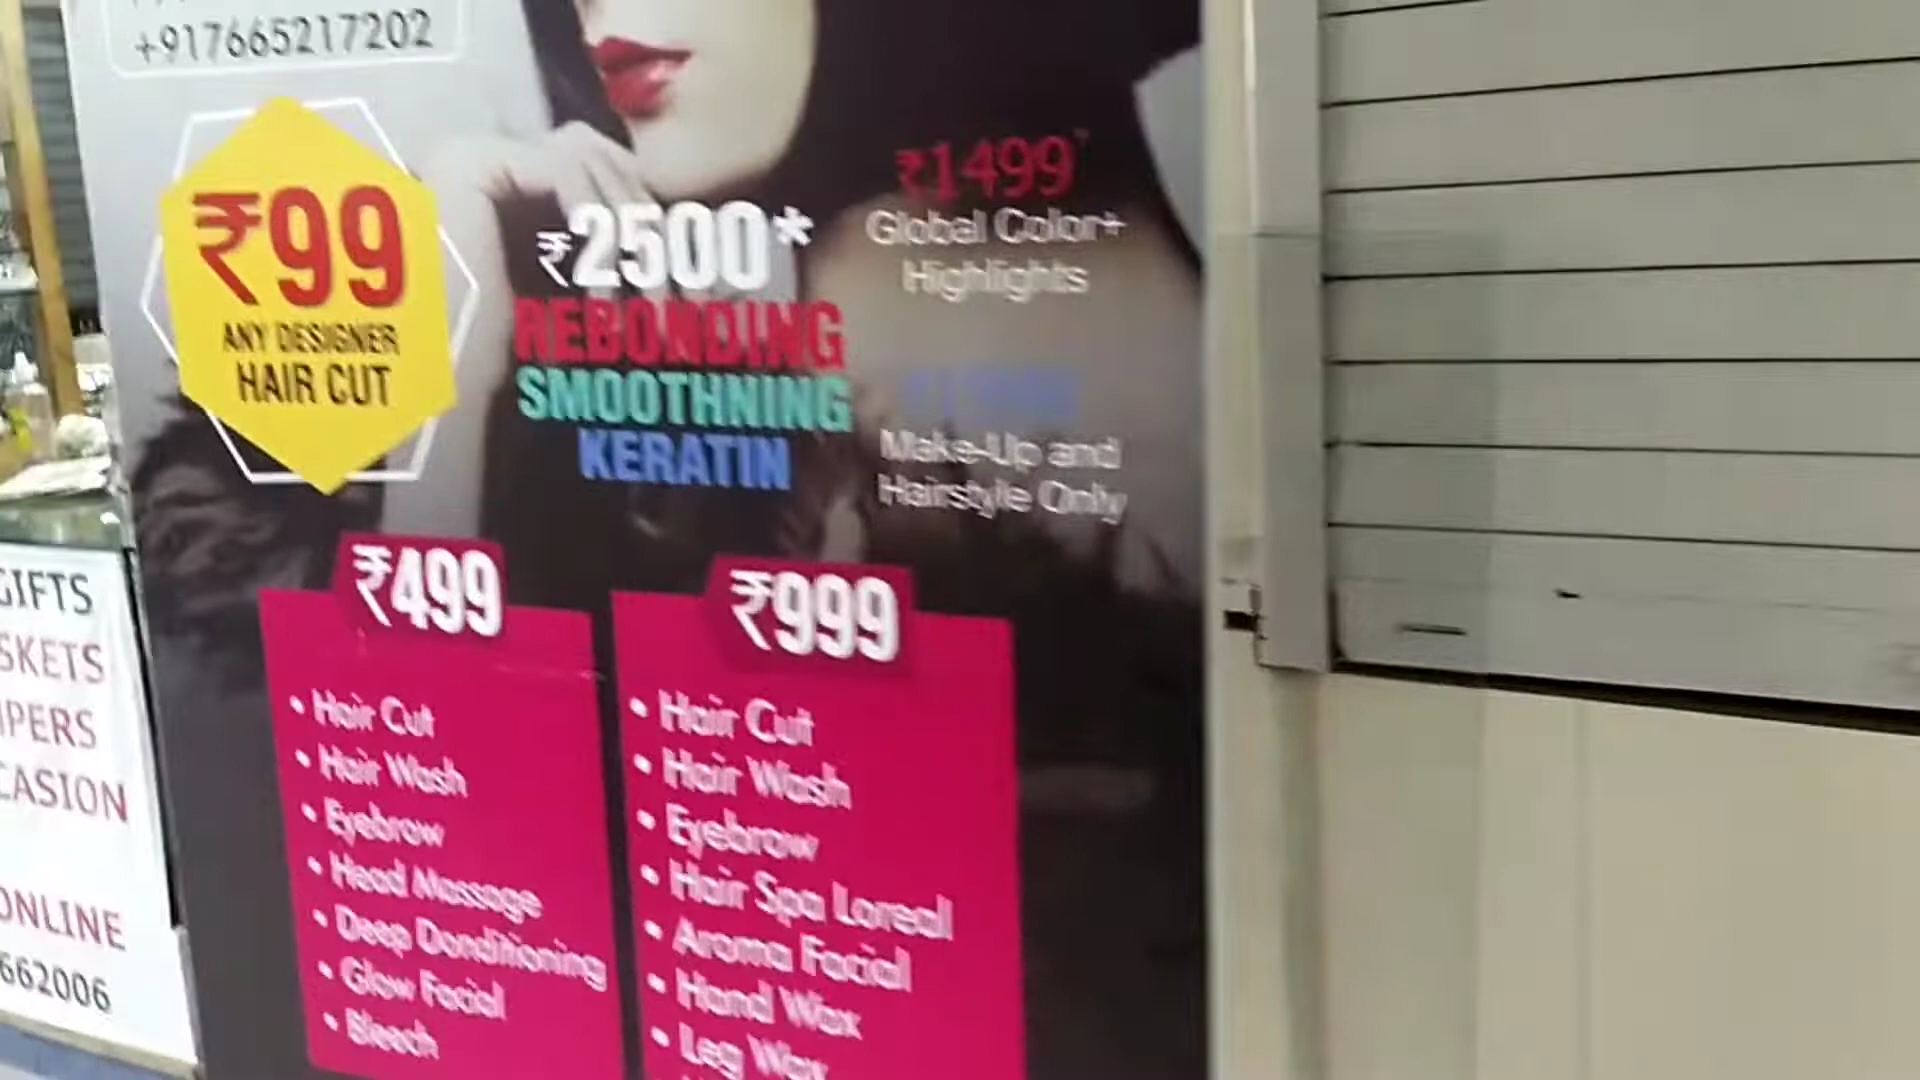 +917665217202
₹99
ANY DESIGNER
HAIR CUT
₹2500*
REBONDING
SMOOTHNING
KERATIN
₹1499*
Global Color+
Highlights
Make-Up and
Hairstyle Only
₹499
• Hair Cut
• Hair Wash
• Eyebrow
• Head Massage
• Deep Donditioning
• Glow Facial
• Bleech
₹999
• Hair Cut
• Hair Wash
• Eyebrow
• Hair Spa Loreal
• Aroma Facial
• Hand Wax
• Leg Wax
GIFTS
SKETS
PERS
CASION
ONLINE
662006